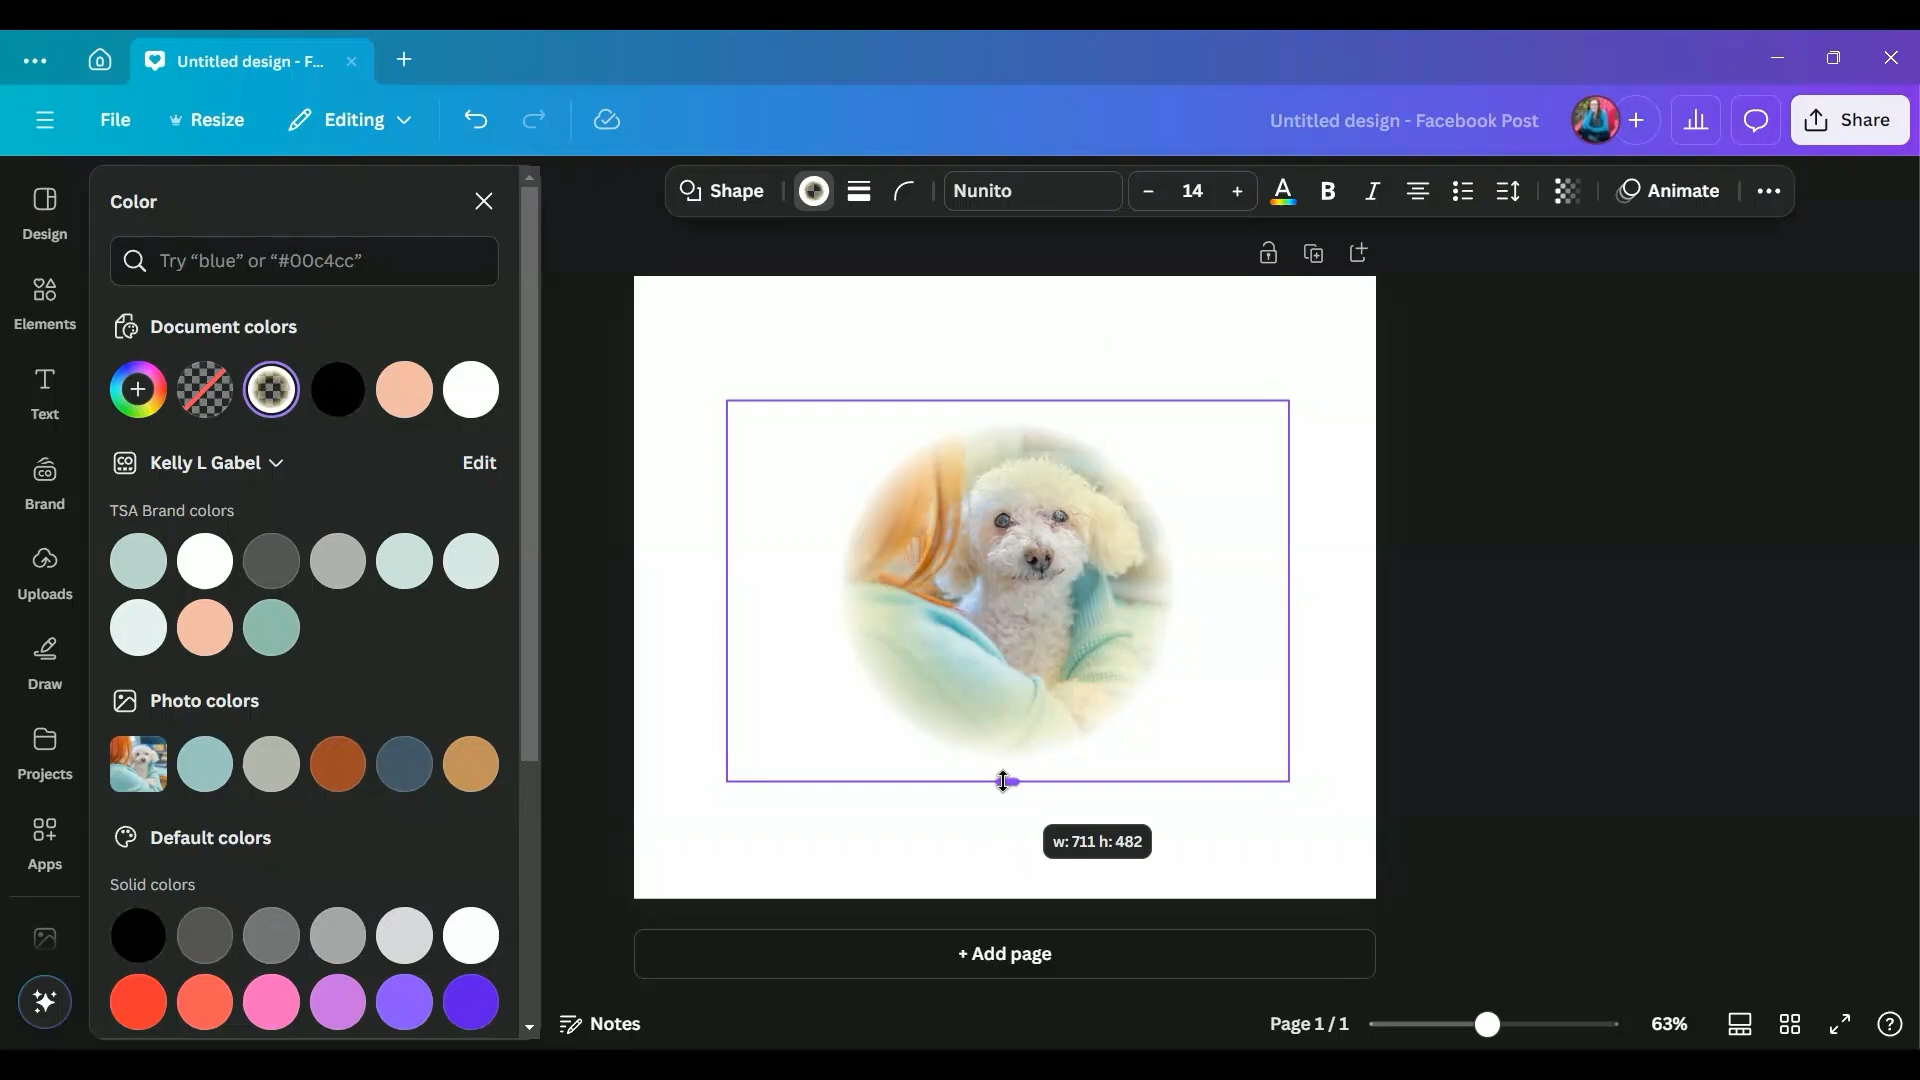 Untitled design - F...
File
Resize
Editing
Untitled design - Facebook Post
Share
Design
Elements
Text
Brand
Uploads
Draw
Projects
Apps
Color
Try “blue” or “#00c4cc”
Document colors
Kelly L Gabel
Edit
TSA Brand colors
Photo colors
Default colors
Solid colors
Shape
Nunito
14
A
B
I
Animate
w: 711 h: 482
+ Add page
Notes
Page 1 / 1
63%